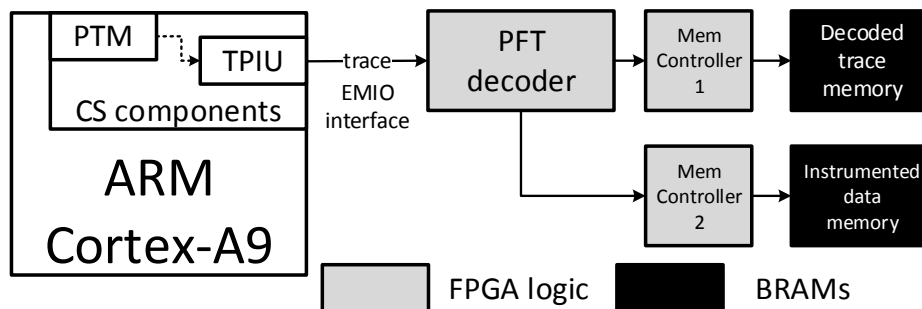 PTM
TPIU
CS components
ARM
Cortex-A9
trace
EMIO
interface
PFT
decoder
Mem
Controller
1
Decoded
trace
memory
Mem
Controller
2
Instrumented
data
memory
FPGA logic
BRAMs